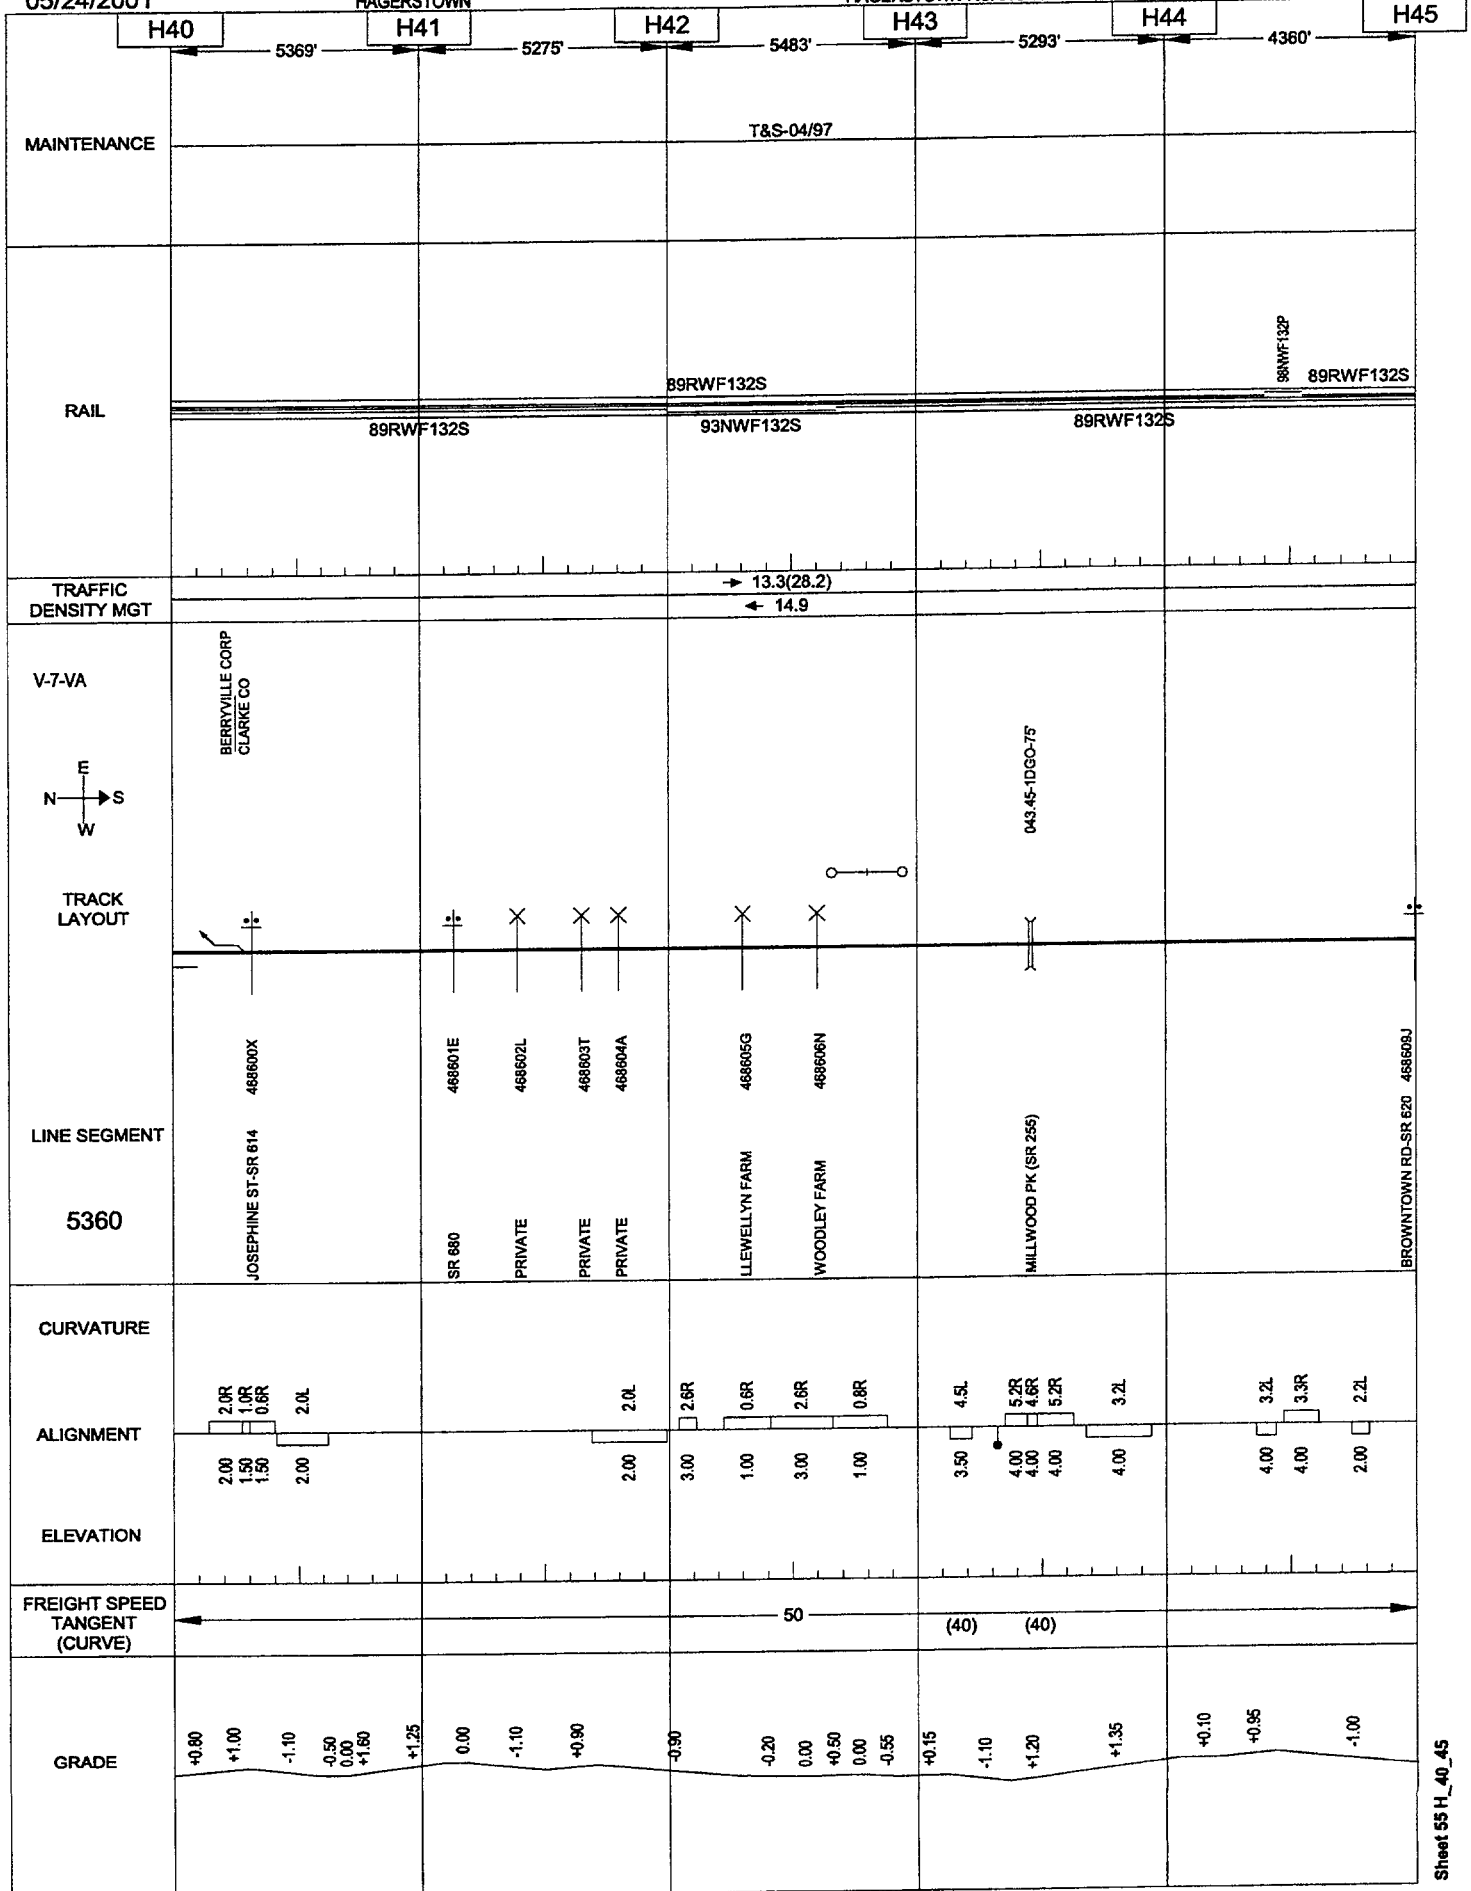 05/24/2001
HAGERSTOWN
H40
H41
H42
H43
H44
H45
5369'
5275'
5483'
5293'
4360'
MAINTENANCE
T&S-04/97
RAIL
89RWF132S
89RWF132S
93NWF132S
89RWF132S
98NWF132P
89RWF132S
TRAFFIC
DENSITY MGT
→ 13.3(28.2)
← 14.9
V-7-VA
BERRYVILLE CORP
CLARKE CO
N
E
S
W
043.45-1DGO-75'
TRACK
LAYOUT
LINE SEGMENT
5360
JOSEPHINE ST-SR 614 468600X
SR 680 468601E
PRIVATE 468602L
PRIVATE 468603T
PRIVATE 468604A
LLEWELLYN FARM 468605G
WOODLEY FARM 468606N
MILLWOOD PK (SR 255)
BROWNTOWN RD-SR 620 468609J
CURVATURE
2.0R
1.0R
0.6R
2.0L
2.0L
2.6R
0.6R
2.6R
0.8R
4.5L
5.2R
4.6R
5.2R
3.2L
3.2L
3.3R
2.2L
ALIGNMENT
2.00
1.50
1.50
2.00
2.00
3.00
1.00
3.00
1.00
3.50
4.00
4.00
4.00
4.00
4.00
4.00
2.00
ELEVATION
FREIGHT SPEED
TANGENT
(CURVE)
50
(40)
(40)
GRADE
+0.80
+1.00
-1.10
-0.50
0.00
+1.60
+1.25
0.00
-1.10
+0.90
-0.90
-0.20
0.00
+0.50
0.00
-0.55
+0.15
-1.10
+1.20
+1.35
+0.10
+0.95
-1.00
Sheet 55 H_40_45